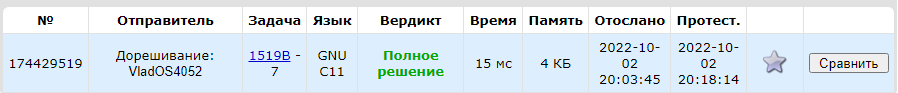 № Отправитель Задача Язык Вердикт Время Память Отослано Протест.
174429519 Дорешивание: VladOS4052 1519B - 7 GNU C11 Полное решение 15 мс 4 КБ 2022-10-02 20:03:45 2022-10-02 20:18:14 Сравнить